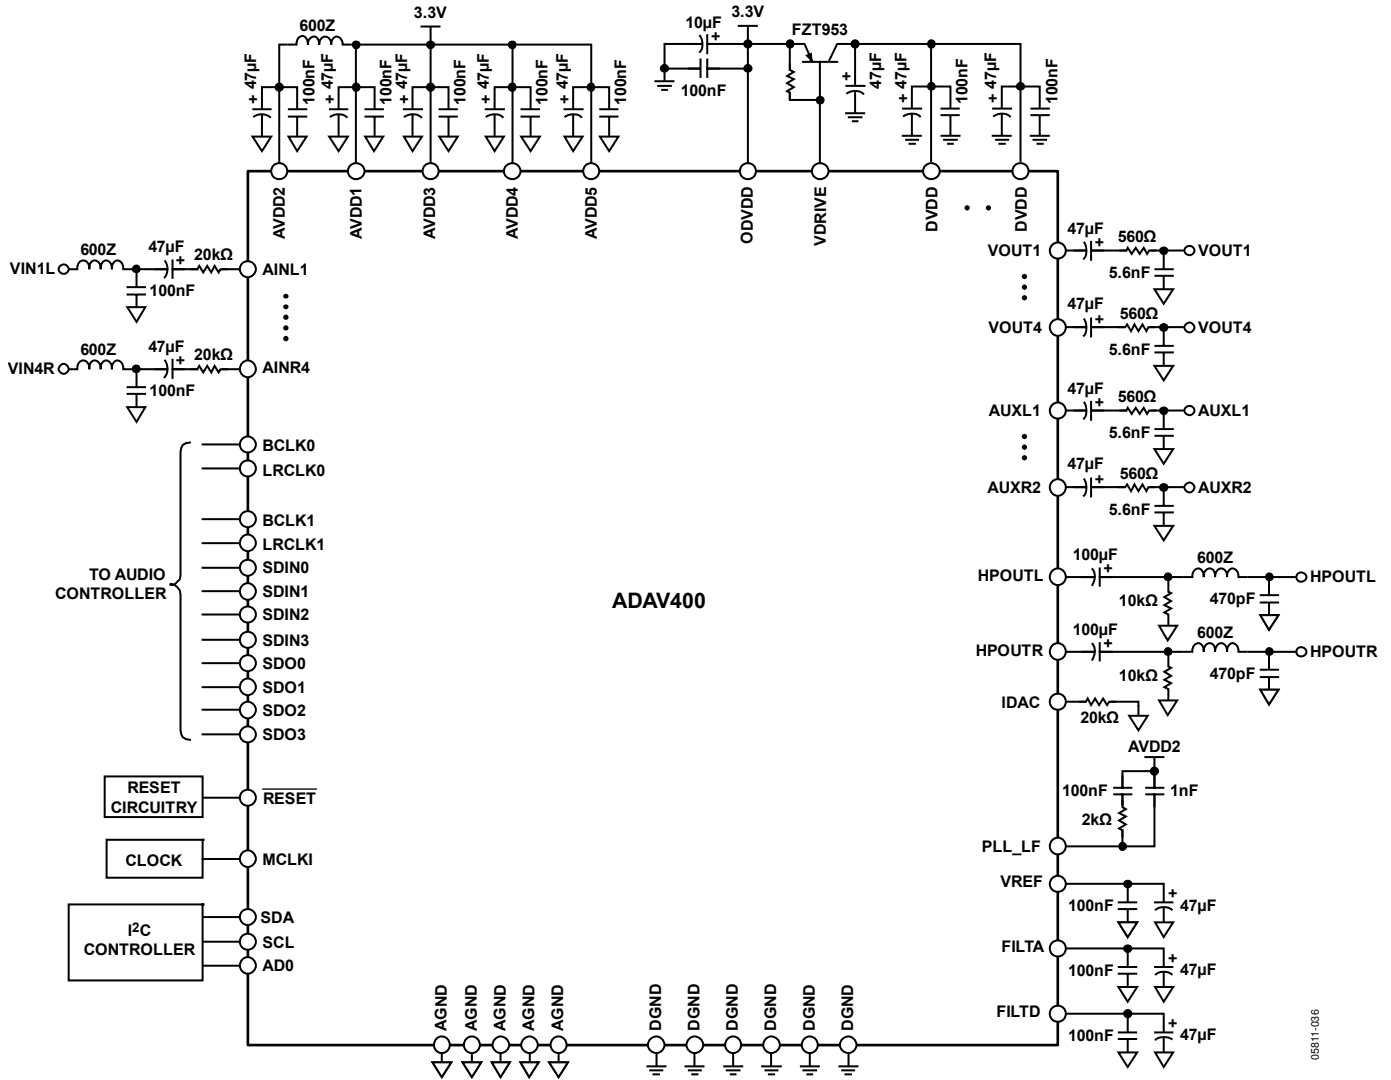 3.3V
600Z
47µF
100nF
47µF
100nF
47µF
100nF
47µF
100nF
47µF
100nF
3.3V
10µF
100nF
FZT953
47µF
47µF
100nF
47µF
100nF
AVDD2
AVDD1
AVDD3
AVDD4
AVDD5
ODVDD
VDRIVE
DVDD
DVDD
VIN1L
600Z
47µF
20kΩ
100nF
AINL1
VIN4R
600Z
47µF
20kΩ
100nF
AINR4
BCLK0
LRCLK0
BCLK1
LRCLK1
SDIN0
SDIN1
SDIN2
SDIN3
SDO0
SDO1
SDO2
SDO3
TO AUDIO
CONTROLLER
RESET
CIRCUITRY
RESET
CLOCK
MCLKI
I2C
CONTROLLER
SDA
SCL
AD0
ADAV400
VOUT1
47µF
560Ω
5.6nF
VOUT1
VOUT4
47µF
560Ω
5.6nF
VOUT4
AUXL1
47µF
560Ω
5.6nF
AUXL1
AUXR2
47µF
560Ω
5.6nF
AUXR2
HPOUTL
100µF
10kΩ
600Z
470pF
HPOUTL
HPOUTR
100µF
10kΩ
600Z
470pF
HPOUTR
IDAC
20kΩ
AVDD2
100nF
1nF
2kΩ
PLL_LF
VREF
100nF
47µF
FILTA
100nF
47µF
FILTD
100nF
47µF
AGND
AGND
AGND
AGND
AGND
DGND
DGND
DGND
DGND
DGND
DGND
05811-036